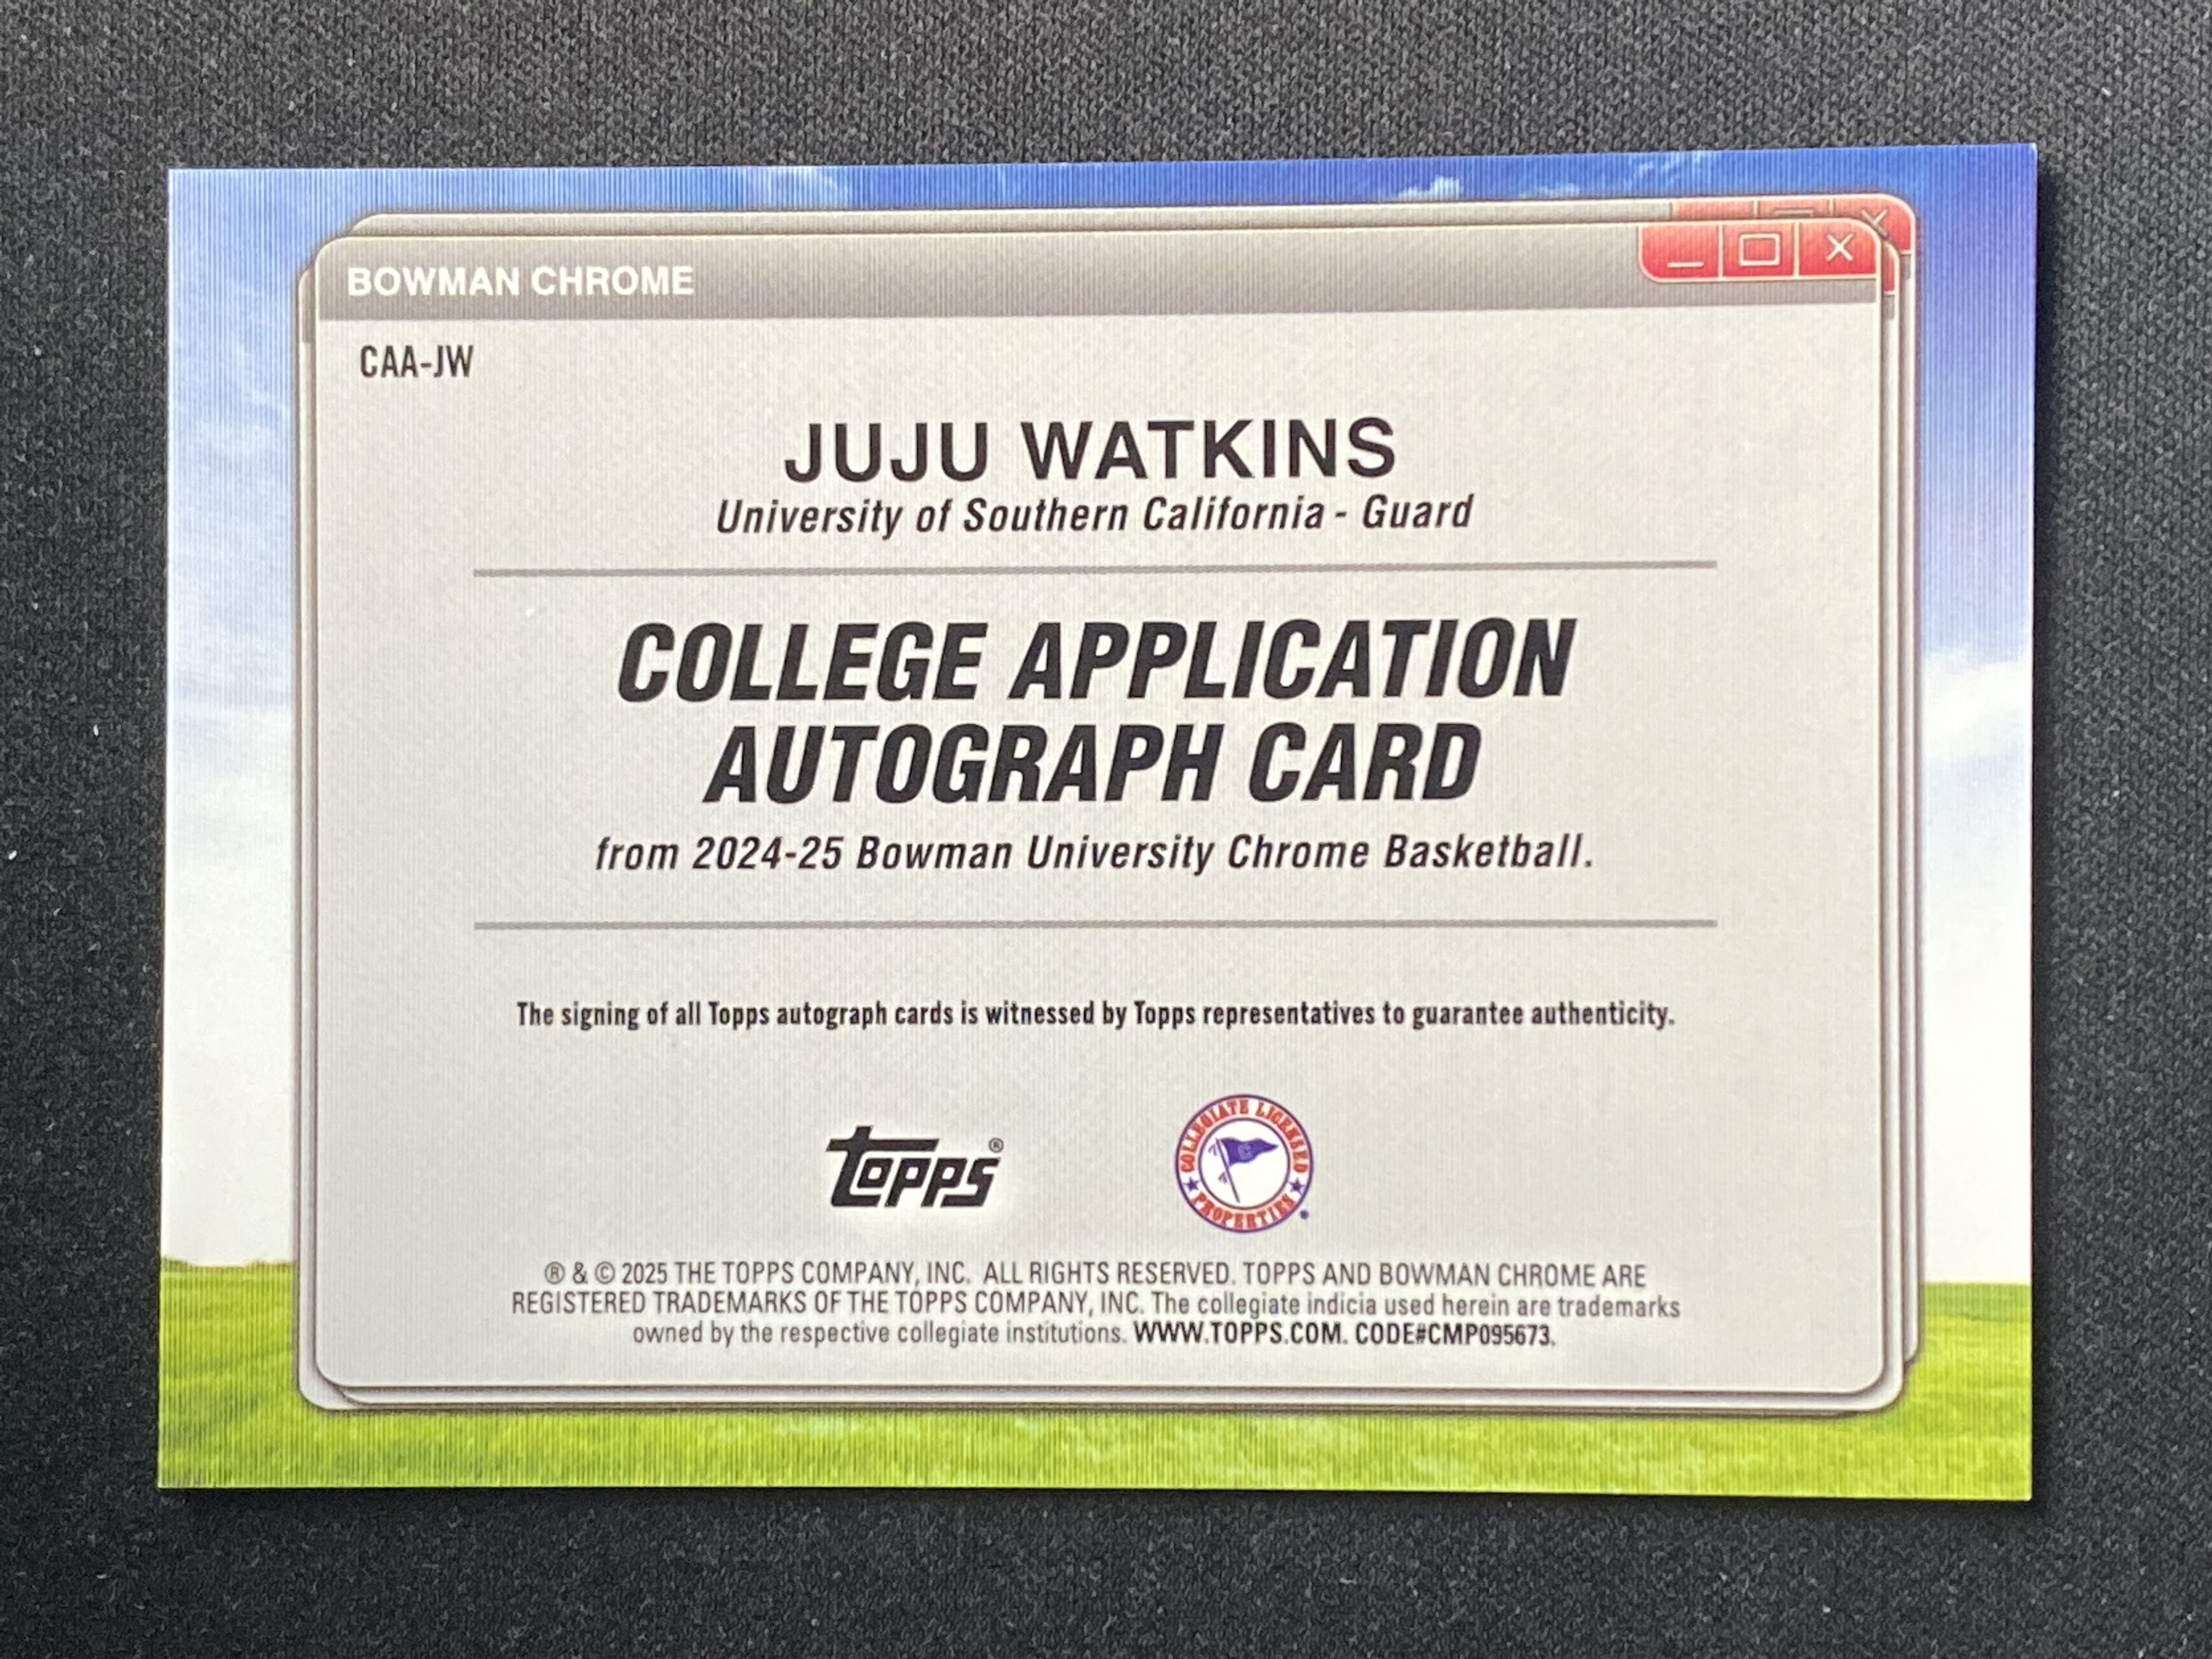 BOWMAN CHROME
CAA-JW
JUJU WATKINS
University of Southern California - Guard
COLLEGE APPLICATION
AUTOGRAPH CARD
from 2024-25 Bowman University Chrome Basketball.
The signing of all Topps autograph cards is witnessed by Topps representatives to guarantee authenticity.
Topps®
COLLEGIATE LICENSED PROPERTIES
® & © 2025 THE TOPPS COMPANY, INC. ALL RIGHTS RESERVED. TOPPS AND BOWMAN CHROME ARE
REGISTERED TRADEMARKS OF THE TOPPS COMPANY, INC. The collegiate indicia used herein are trademarks
owned by the respective collegiate institutions. WWW.TOPPS.COM. CODE#CMP095673.